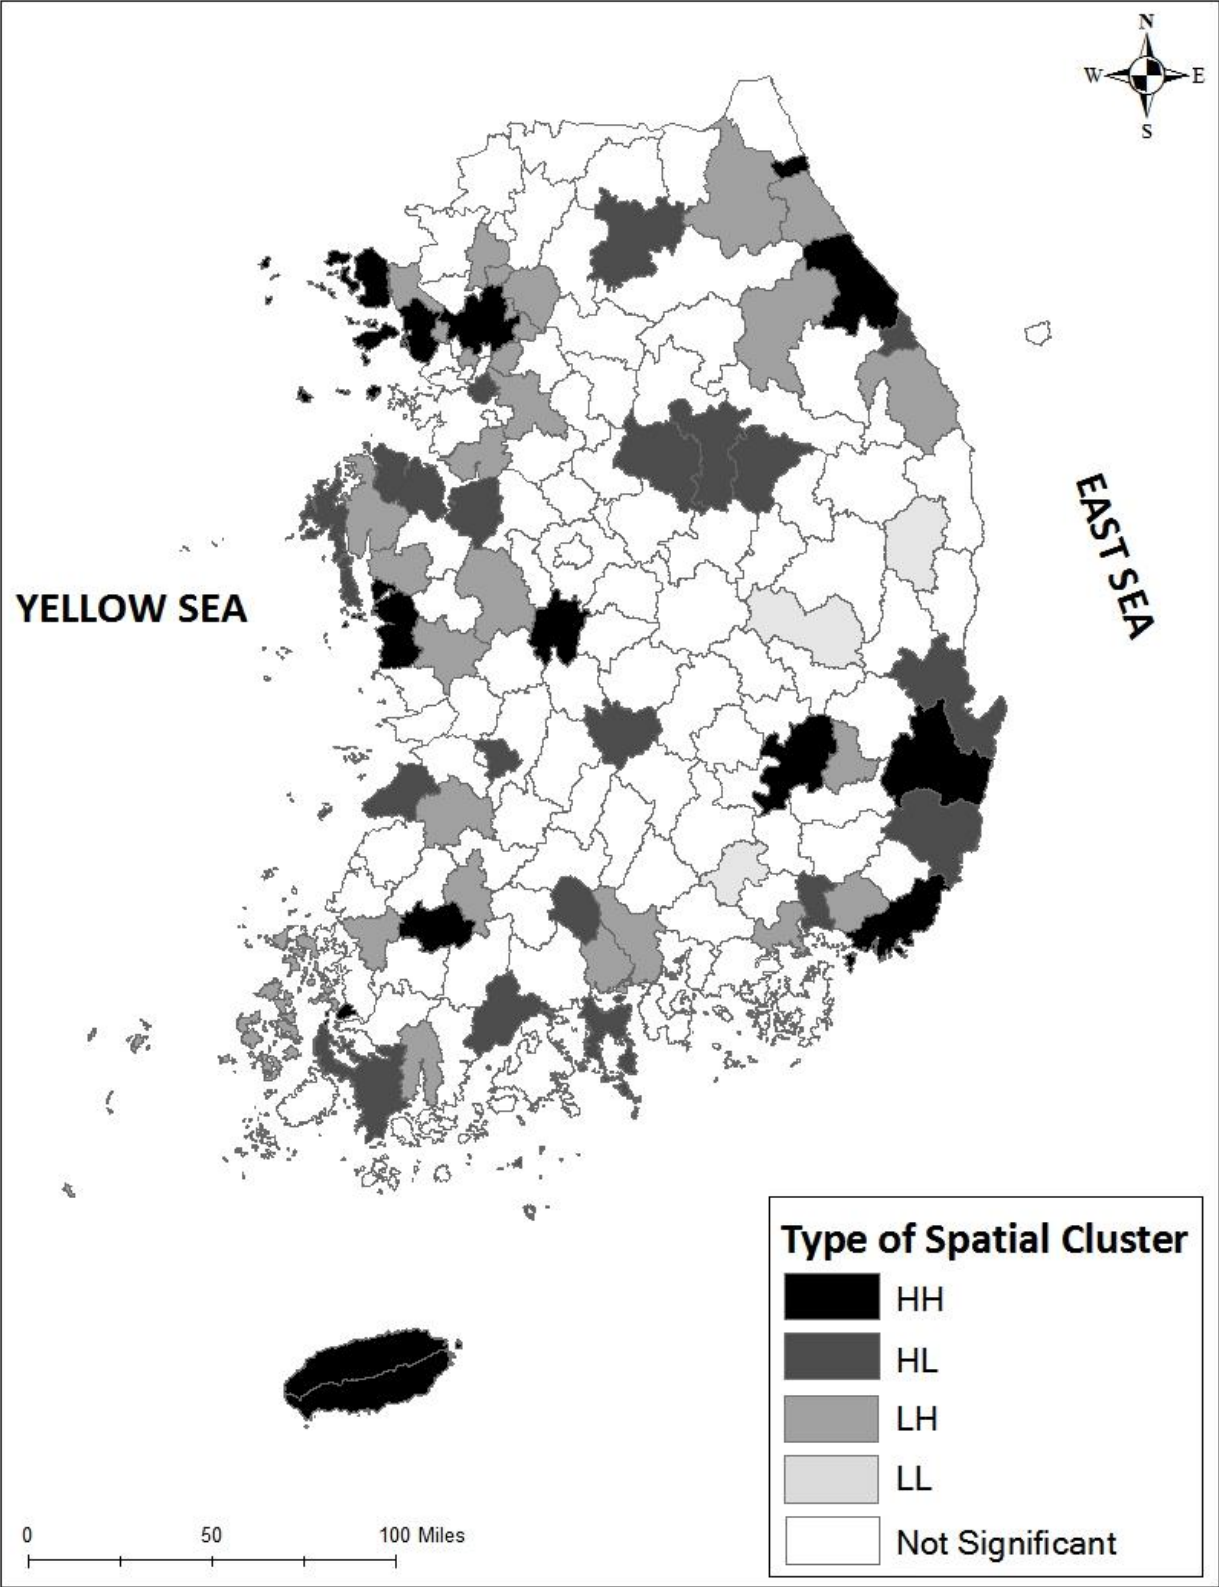 N
W E
S
EAST SEA
YELLOW SEA
Type of Spatial Cluster
HH
HL
LH
LL
Not Significant
0 50 100 Miles